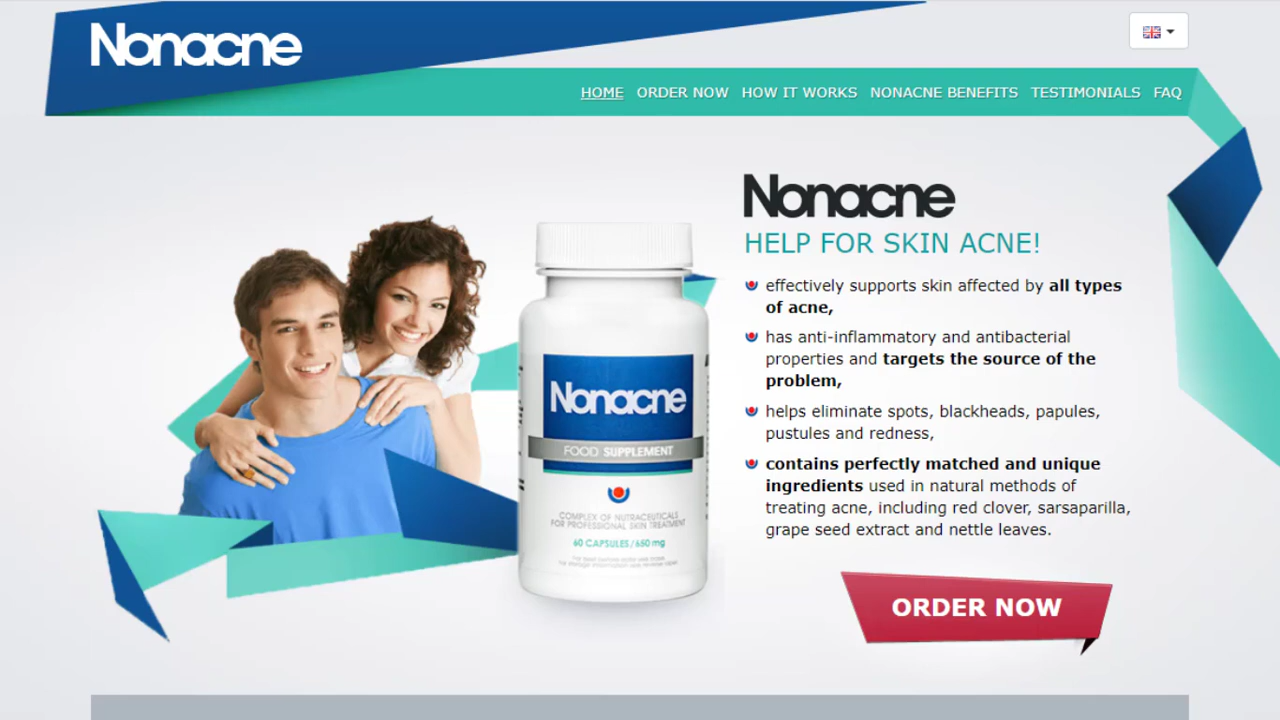 Nonacne
HOME ORDER NOW HOW IT WORKS NONACNE BENEFITS TESTIMONIALS FAQ
Nonacne
HELP FOR SKIN ACNE!
effectively supports skin affected by all types
of acne,
has anti-inflammatory and antibacterial
properties and targets the source of the
problem,
helps eliminate spots, blackheads, papules,
pustules and redness,
contains perfectly matched and unique
ingredients used in natural methods of
treating acne, including red clover, sarsaparilla,
grape seed extract and nettle leaves.
ORDER NOW
Nonacne
FOOD SUPPLEMENT
COMPLEX OF NUTRACEUTICALS
FOR PROFESSIONAL SKIN TREATMENT
60 CAPSULES / 650 mg